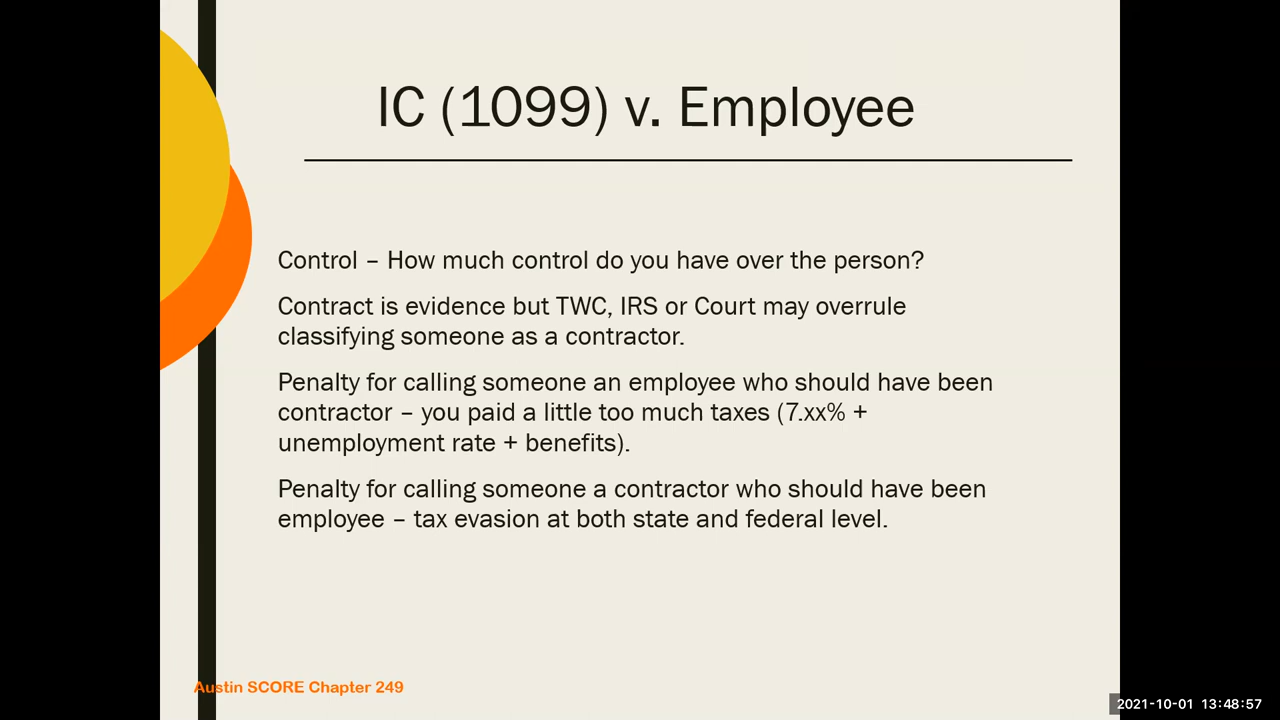 IC (1099) v. Employee
Control – How much control do you have over the person?
Contract is evidence but TWC, IRS or Court may overrule
classifying someone as a contractor.
Penalty for calling someone an employee who should have been
contractor – you paid a little too much taxes (7.xx% +
unemployment rate + benefits).
Penalty for calling someone a contractor who should have been
employee – tax evasion at both state and federal level.
Austin SCORE Chapter 249
2021-10-01 13:48:57